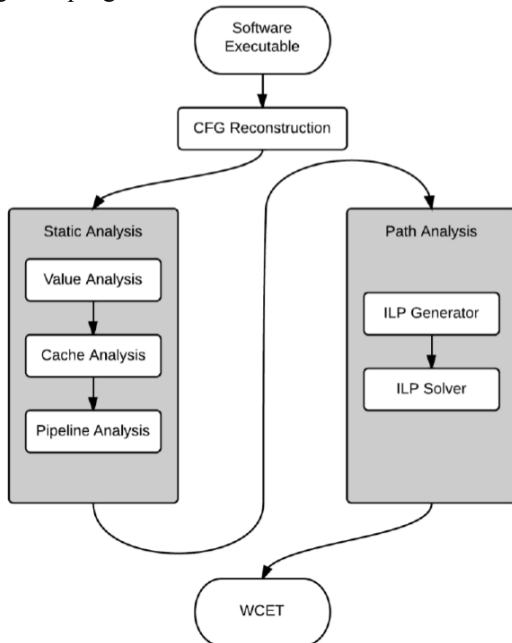 Software
Executable
CFG Reconstruction
Static Analysis
Value Analysis
Cache Analysis
Pipeline Analysis
Path Analysis
ILP Generator
ILP Solver
WCET